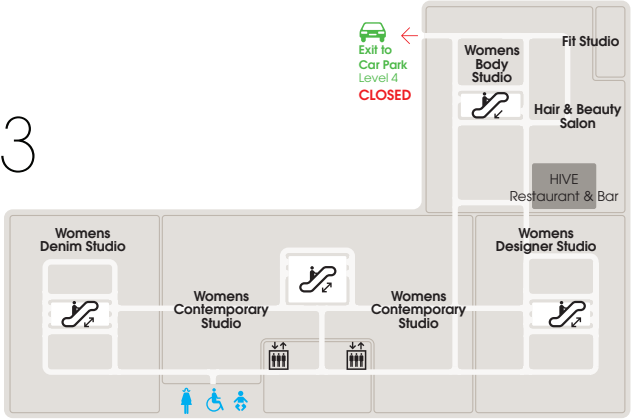 3
Exit to
Car Park
Level 4
CLOSED
Womens
Body
Studio
Fit Studio
Hair & Beauty
Salon
HIVE
Restaurant & Bar
Womens
Denim Studio
Womens
Contemporary
Studio
Womens
Contemporary
Studio
Womens
Designer Studio